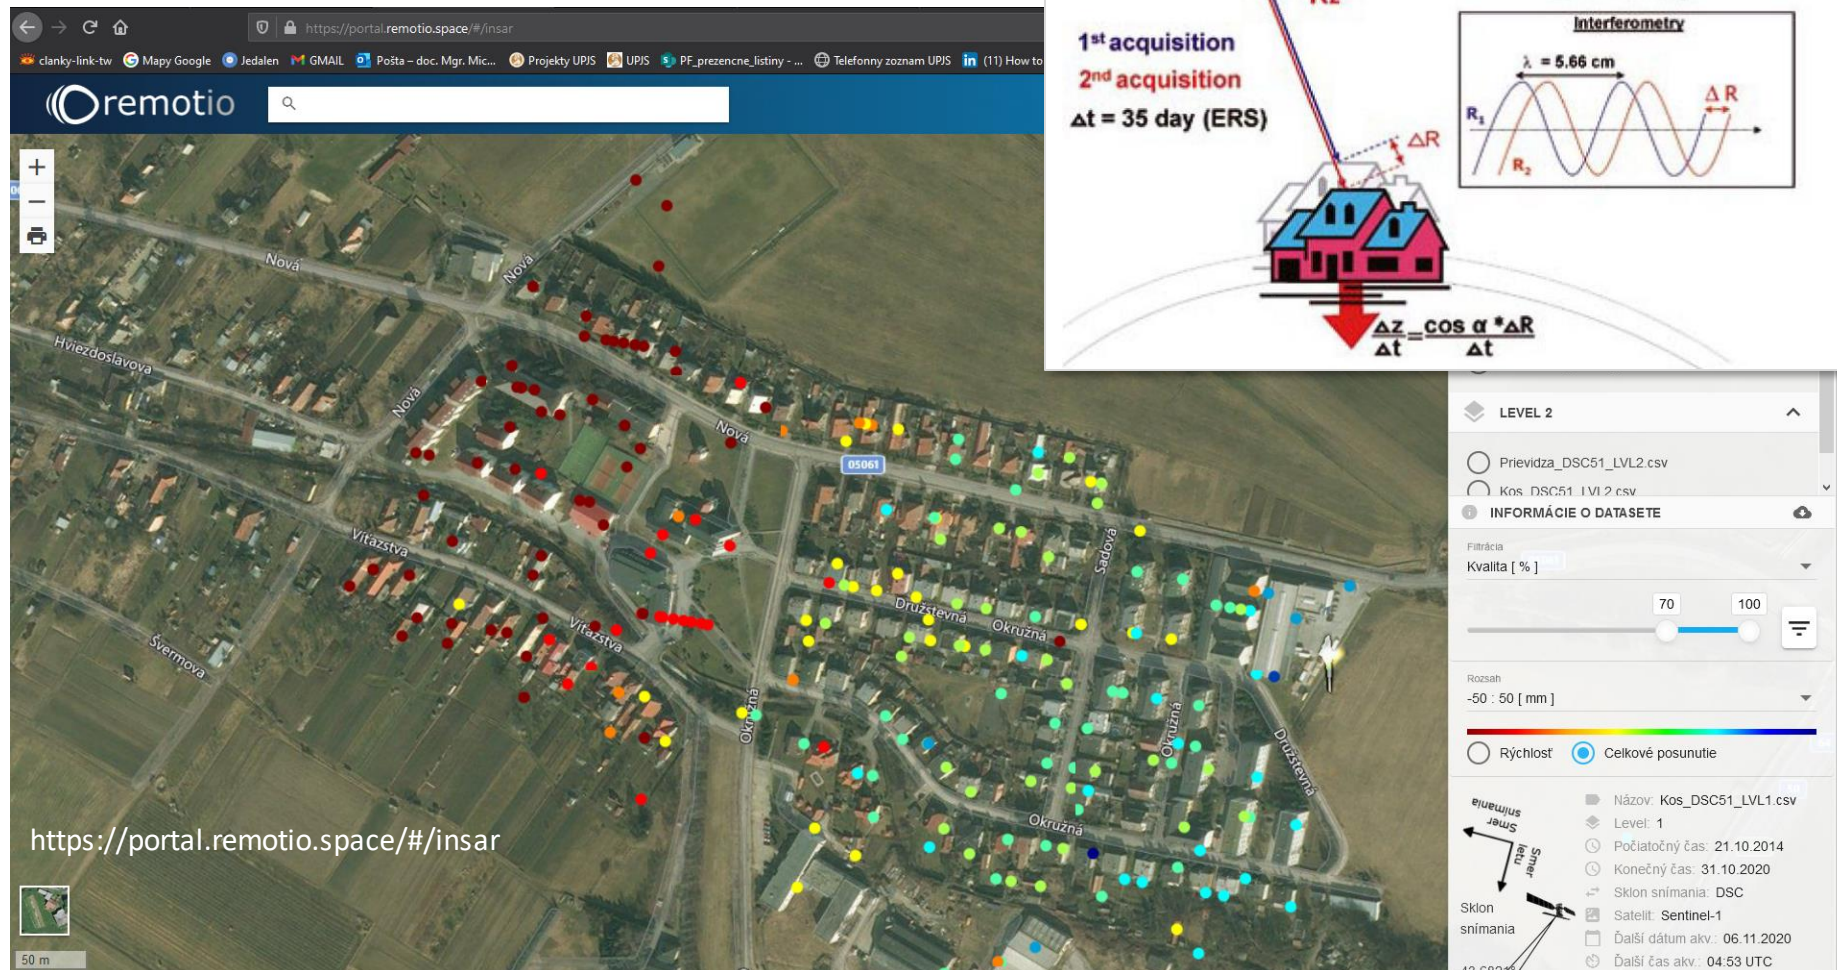 https://portal.remotio.space/#/insar
clanky-link-tw
Mapy Google
Jedalen
GMAIL
Pošta – doc. Mgr. Mic...
Projekty UPJS
UPJS
PF_prezencne_listiny - ...
Telefonny zoznam UPJS
(11) How to
remotio
1st acquisition
2nd acquisition
Δt = 35 day (ERS)
Interferometry
λ = 5.66 cm
R1
R2
Δ R
ΔR
Δz/Δt = cos α *ΔR/Δt
+
−
Nová
Nová
Hviezdoslavova
Nová
Nová
05061
Víťazstva
Sadová
Družstevná
Okružná
Víťazstva
Švermova
Okružná
Okružná
Družstevná
Okružná
https://portal.remotio.space/#/insar
50 m
LEVEL 2
Prievidza_DSC51_LVL2.csv
Kos_DSC51_LVL2.csv
INFORMÁCIE O DATASETE
Filtrácia
Kvalita [ % ]
70
100
Rozsah
-50 : 50 [ mm ]
Rýchlosť
Celkové posunutie
Smer snímania
Smer letu
Sklon snímania
Názov: Kos_DSC51_LVL1.csv
Level: 1
Počiatočný čas: 21.10.2014
Konečný čas: 31.10.2020
Sklon snímania: DSC
Satelit: Sentinel-1
Ďalší dátum akv.: 06.11.2020
Ďalší čas akv.: 04:53 UTC